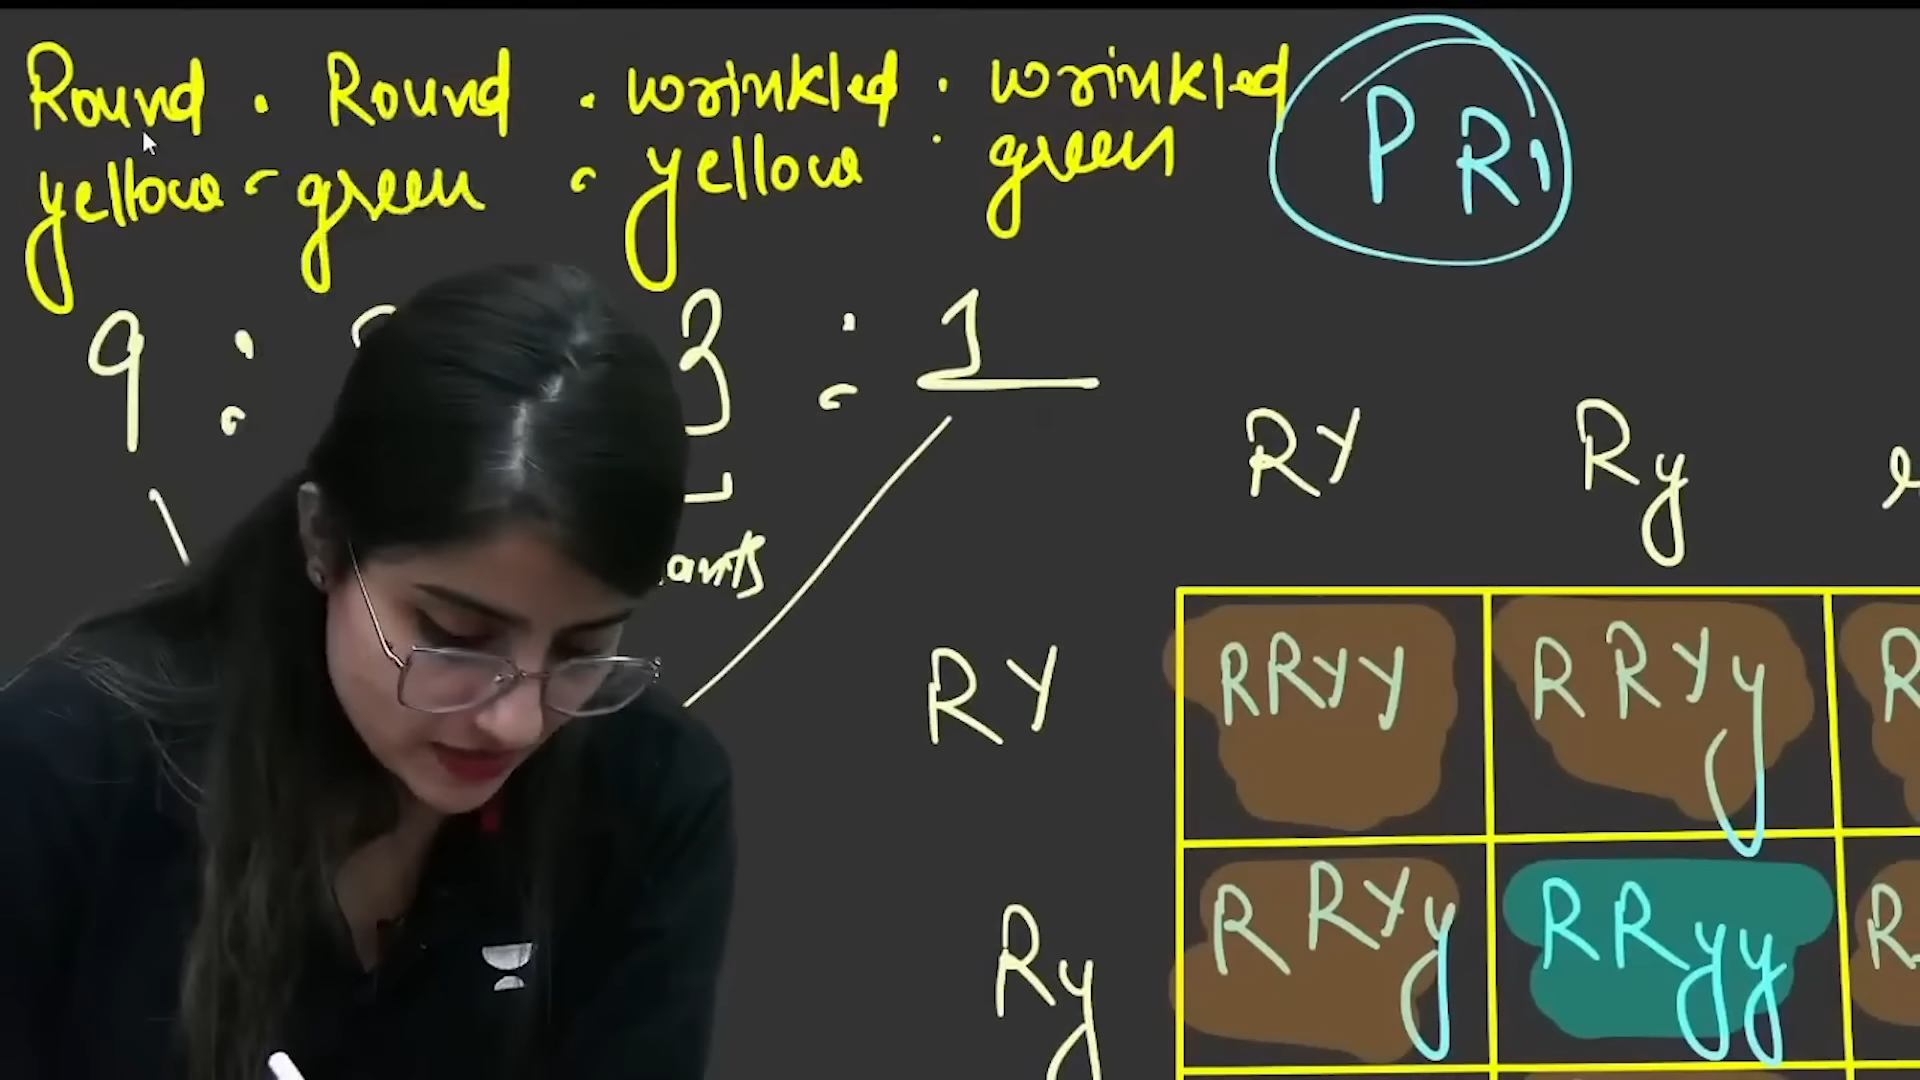 Round . Round . wrinkled . wrinkled
yellow green yellow green
PR
9 : 3 : 1
RY Ry
RY RRYY RRYy R
Ry RRYy RRyy R